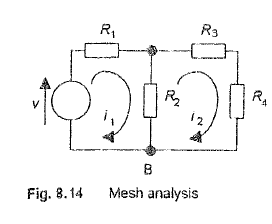 R1
R3
v
i1
R2
i2
R4
B
Fig. 8.14 Mesh analysis